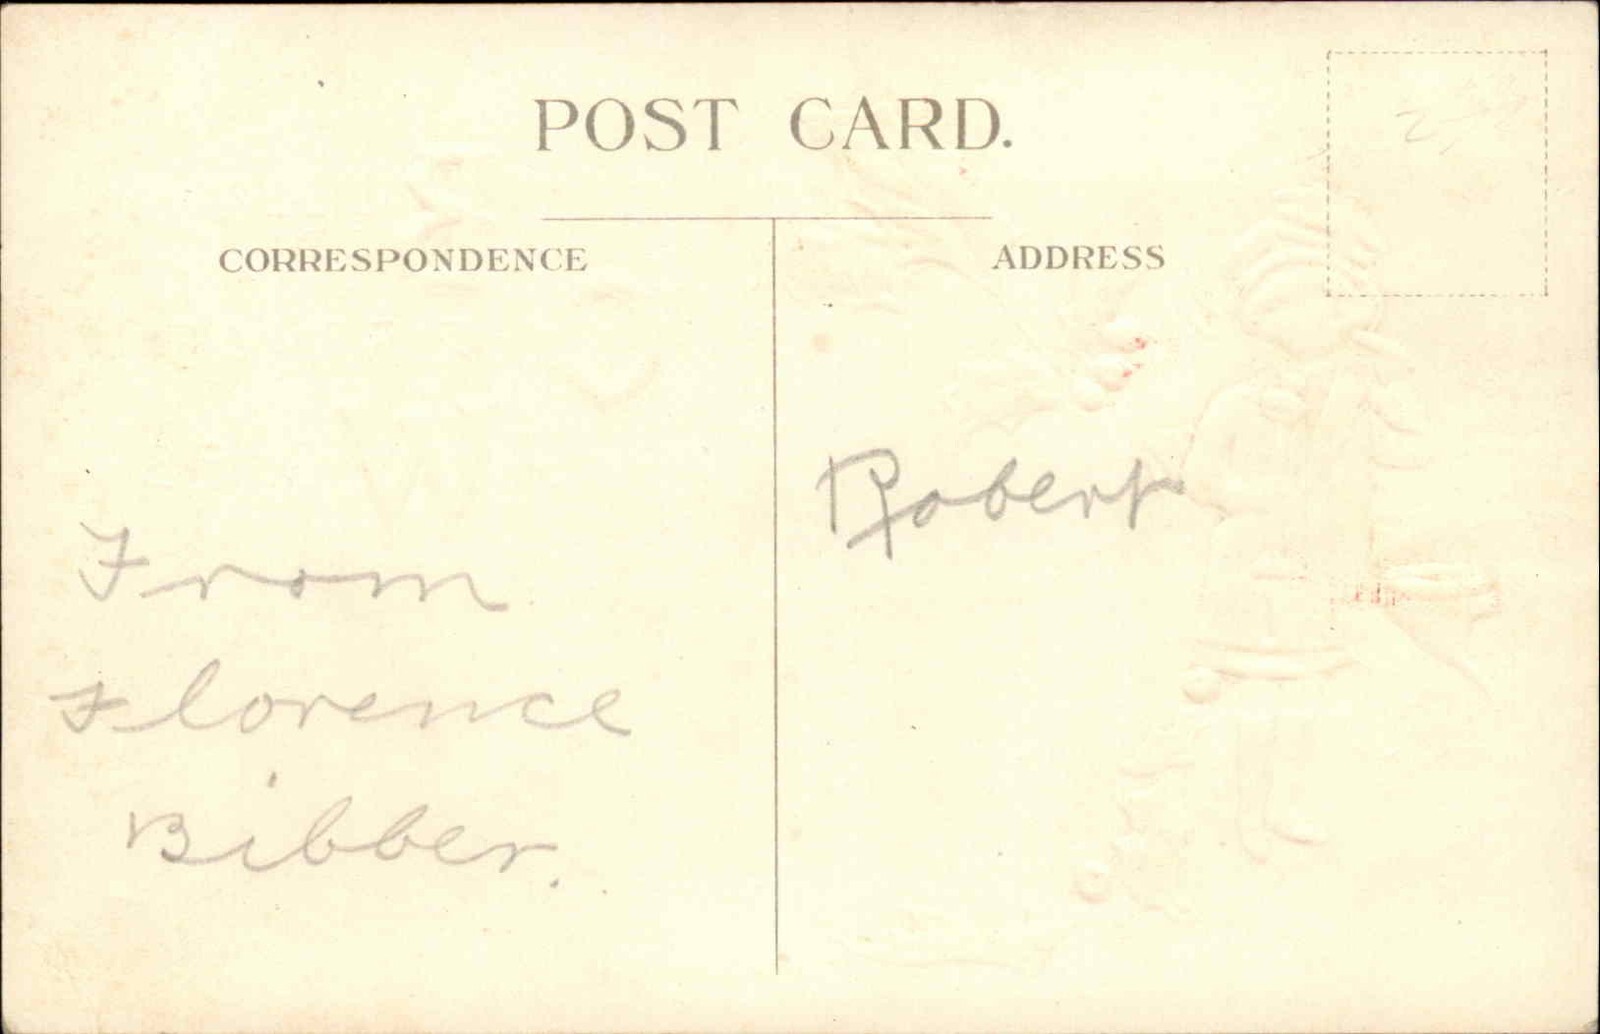 POST CARD.
CORRESPONDENCE
ADDRESS
From
Florence
Bibber.
Robert